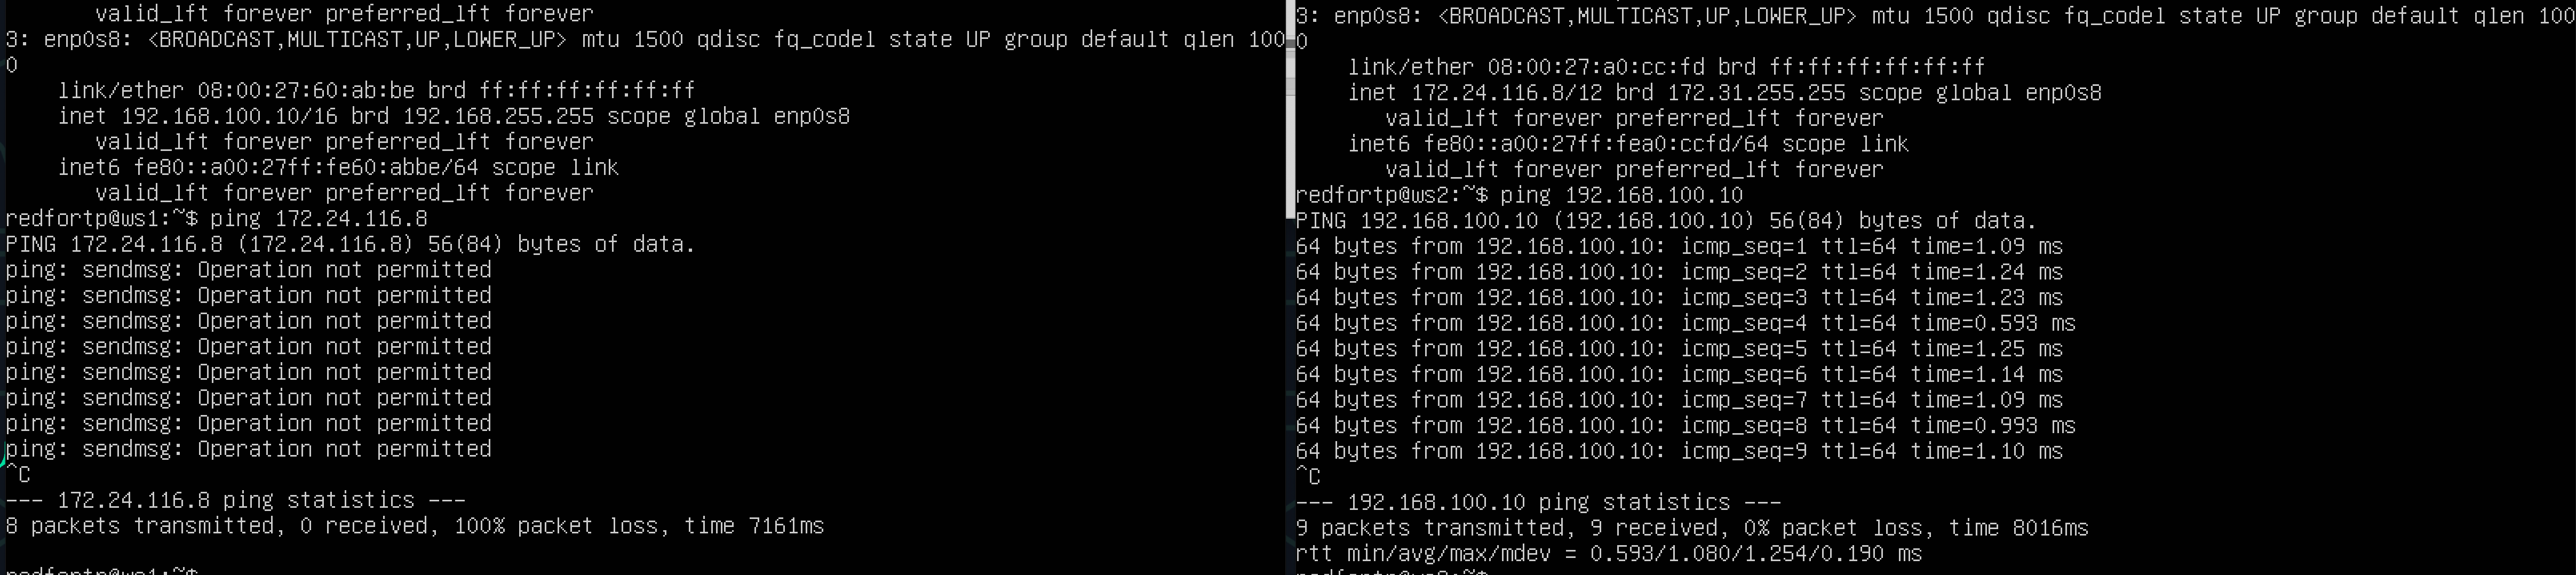 valid_lft forever preferred_lft forever
3: enp0s8: <BROADCAST,MULTICAST,UP,LOWER_UP> mtu 1500 qdisc fq_codel state UP group default qlen 100
0
link/ether 08:00:27:60:ab:be brd ff:ff:ff:ff:ff:ff
inet 192.168.100.10/16 brd 192.168.255.255 scope global enp0s8
valid_lft forever preferred_lft forever
inet6 fe80::a00:27ff:fe60:abbe/64 scope link
valid_lft forever preferred_lft forever
redfortp@ws1:~$ ping 172.24.116.8
PING 172.24.116.8 (172.24.116.8) 56(84) bytes of data.
ping: sendmsg: Operation not permitted
ping: sendmsg: Operation not permitted
ping: sendmsg: Operation not permitted
ping: sendmsg: Operation not permitted
ping: sendmsg: Operation not permitted
ping: sendmsg: Operation not permitted
ping: sendmsg: Operation not permitted
ping: sendmsg: Operation not permitted
^C
--- 172.24.116.8 ping statistics ---
8 packets transmitted, 0 received, 100% packet loss, time 7161ms
redfortp@ws1:~$
3: enp0s8: <BROADCAST,MULTICAST,UP,LOWER_UP> mtu 1500 qdisc fq_codel state UP group default qlen 100
0
link/ether 08:00:27:a0:cc:fd brd ff:ff:ff:ff:ff:ff
inet 172.24.116.8/12 brd 172.31.255.255 scope global enp0s8
valid_lft forever preferred_lft forever
inet6 fe80::a00:27ff:fea0:ccfd/64 scope link
valid_lft forever preferred_lft forever
redfortp@ws2:~$ ping 192.168.100.10
PING 192.168.100.10 (192.168.100.10) 56(84) bytes of data.
64 bytes from 192.168.100.10: icmp_seq=1 ttl=64 time=1.09 ms
64 bytes from 192.168.100.10: icmp_seq=2 ttl=64 time=1.24 ms
64 bytes from 192.168.100.10: icmp_seq=3 ttl=64 time=1.23 ms
64 bytes from 192.168.100.10: icmp_seq=4 ttl=64 time=0.593 ms
64 bytes from 192.168.100.10: icmp_seq=5 ttl=64 time=1.25 ms
64 bytes from 192.168.100.10: icmp_seq=6 ttl=64 time=1.14 ms
64 bytes from 192.168.100.10: icmp_seq=7 ttl=64 time=1.09 ms
64 bytes from 192.168.100.10: icmp_seq=8 ttl=64 time=0.993 ms
64 bytes from 192.168.100.10: icmp_seq=9 ttl=64 time=1.10 ms
^C
--- 192.168.100.10 ping statistics ---
9 packets transmitted, 9 received, 0% packet loss, time 8016ms
rtt min/avg/max/mdev = 0.593/1.080/1.254/0.190 ms